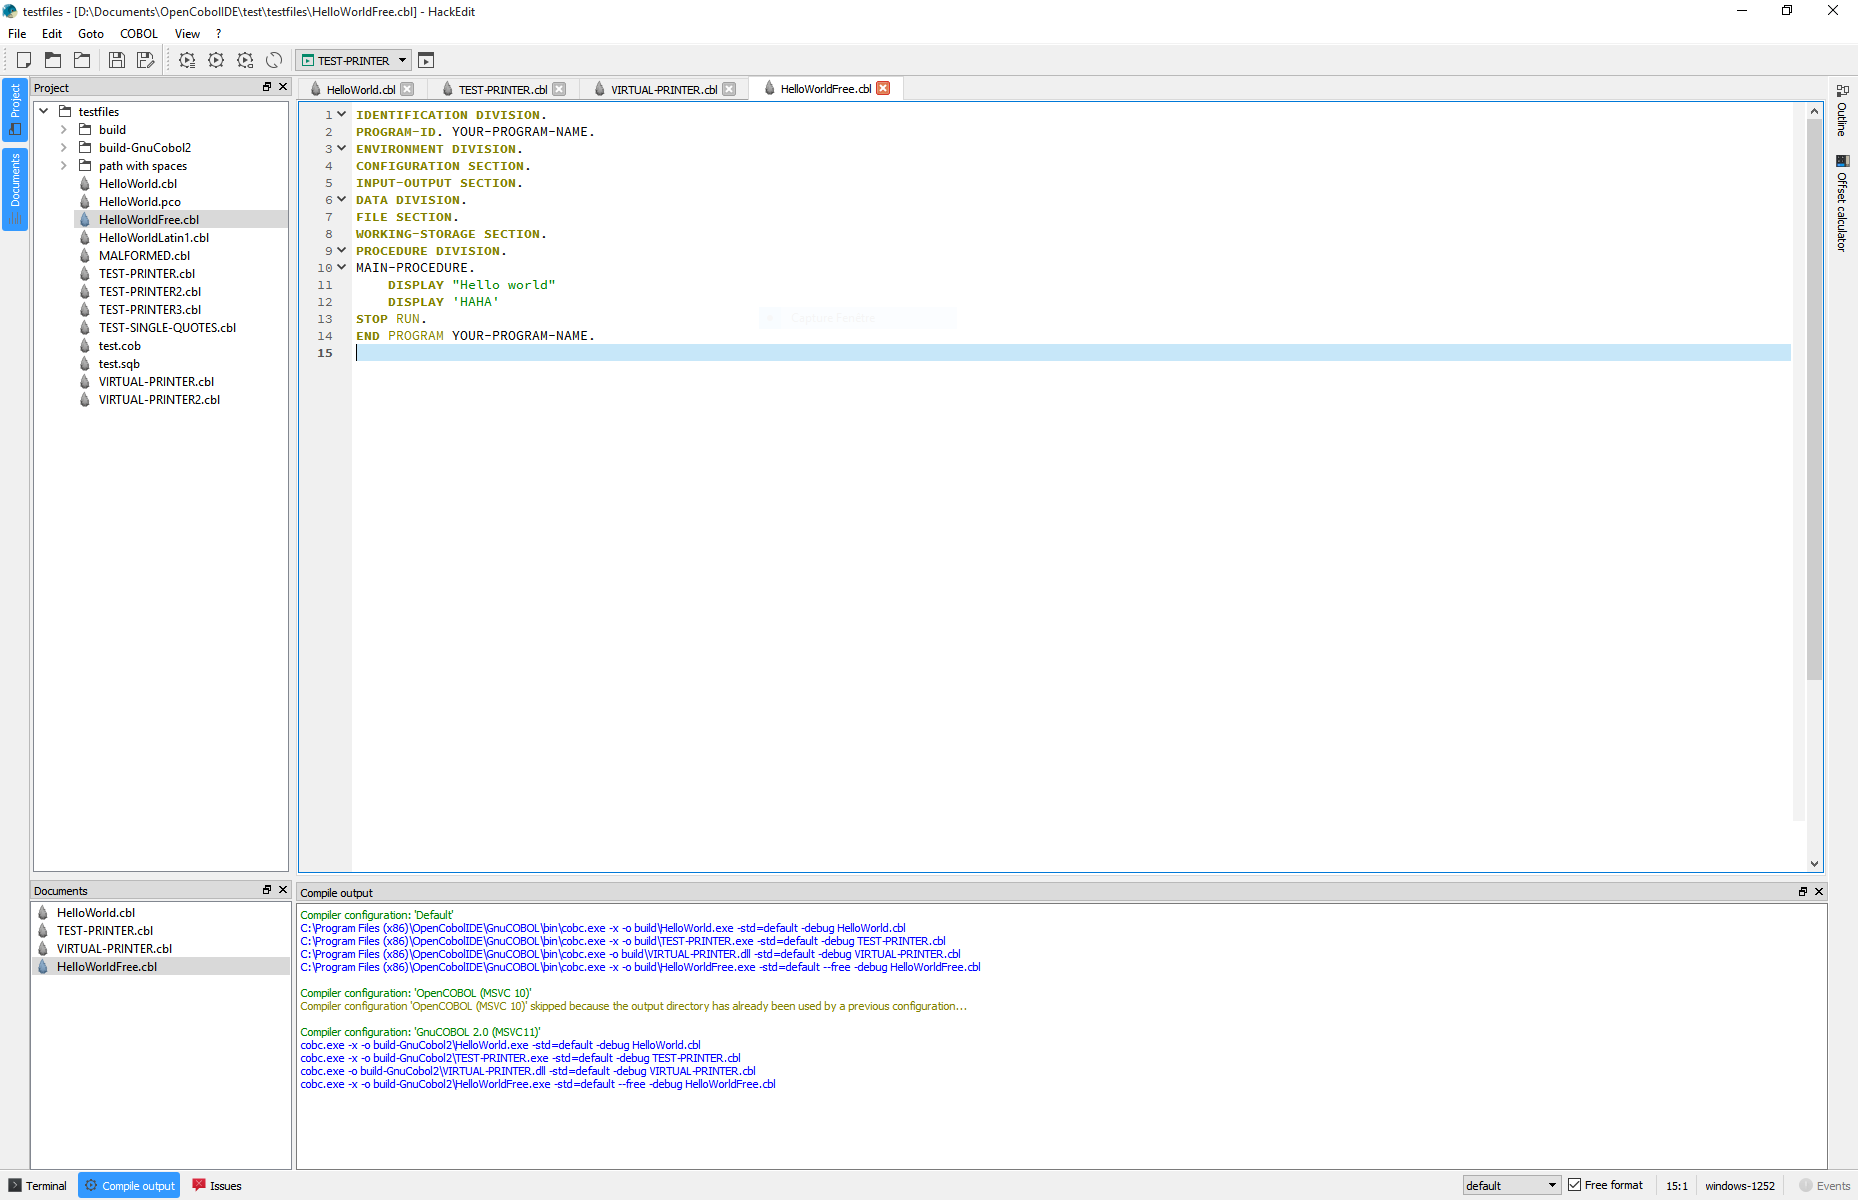 testfiles - [D:\Documents\OpenCobolIDE\test\testfiles\HelloWorldFree.cbl] - HackEdit
File Edit Goto COBOL View ?
TEST-PRINTER
Project
Documents
Project
testfiles
build
build-GnuCobol2
path with spaces
HelloWorld.cbl
HelloWorld.pco
HelloWorldFree.cbl
HelloWorldLatin1.cbl
MALFORMED.cbl
TEST-PRINTER.cbl
TEST-PRINTER2.cbl
TEST-PRINTER3.cbl
TEST-SINGLE-QUOTES.cbl
test.cob
test.sqb
VIRTUAL-PRINTER.cbl
VIRTUAL-PRINTER2.cbl
HelloWorld.cbl TEST-PRINTER.cbl VIRTUAL-PRINTER.cbl HelloWorldFree.cbl
1 IDENTIFICATION DIVISION.
2 PROGRAM-ID. YOUR-PROGRAM-NAME.
3 ENVIRONMENT DIVISION.
4 CONFIGURATION SECTION.
5 INPUT-OUTPUT SECTION.
6 DATA DIVISION.
7 FILE SECTION.
8 WORKING-STORAGE SECTION.
9 PROCEDURE DIVISION.
10 MAIN-PROCEDURE.
11 DISPLAY "Hello world"
12 DISPLAY 'HAHA'
13 STOP RUN.
14 END PROGRAM YOUR-PROGRAM-NAME.
15
Capture Fenêtre
Outline
Offset calculator
Documents
HelloWorld.cbl
TEST-PRINTER.cbl
VIRTUAL-PRINTER.cbl
HelloWorldFree.cbl
Compile output
Compiler configuration: 'Default'
C:\Program Files (x86)\OpenCobolIDE\GnuCOBOL\bin\cobc.exe -x -o build\HelloWorld.exe -std=default -debug HelloWorld.cbl
C:\Program Files (x86)\OpenCobolIDE\GnuCOBOL\bin\cobc.exe -x -o build\TEST-PRINTER.exe -std=default -debug TEST-PRINTER.cbl
C:\Program Files (x86)\OpenCobolIDE\GnuCOBOL\bin\cobc.exe -o build\VIRTUAL-PRINTER.dll -std=default -debug VIRTUAL-PRINTER.cbl
C:\Program Files (x86)\OpenCobolIDE\GnuCOBOL\bin\cobc.exe -x -o build\HelloWorldFree.exe -std=default --free -debug HelloWorldFree.cbl
Compiler configuration: 'OpenCOBOL (MSVC 10)'
Compiler configuration 'OpenCOBOL (MSVC 10)' skipped because the output directory has already been used by a previous configuration...
Compiler configuration: 'GnuCOBOL 2.0 (MSVC11)'
cobc.exe -x -o build-GnuCobol2\HelloWorld.exe -std=default -debug HelloWorld.cbl
cobc.exe -x -o build-GnuCobol2\TEST-PRINTER.exe -std=default -debug TEST-PRINTER.cbl
cobc.exe -o build-GnuCobol2\VIRTUAL-PRINTER.dll -std=default -debug VIRTUAL-PRINTER.cbl
cobc.exe -x -o build-GnuCobol2\HelloWorldFree.exe -std=default --free -debug HelloWorldFree.cbl
Terminal Compile output Issues
default Free format 15:1 windows-1252 Events